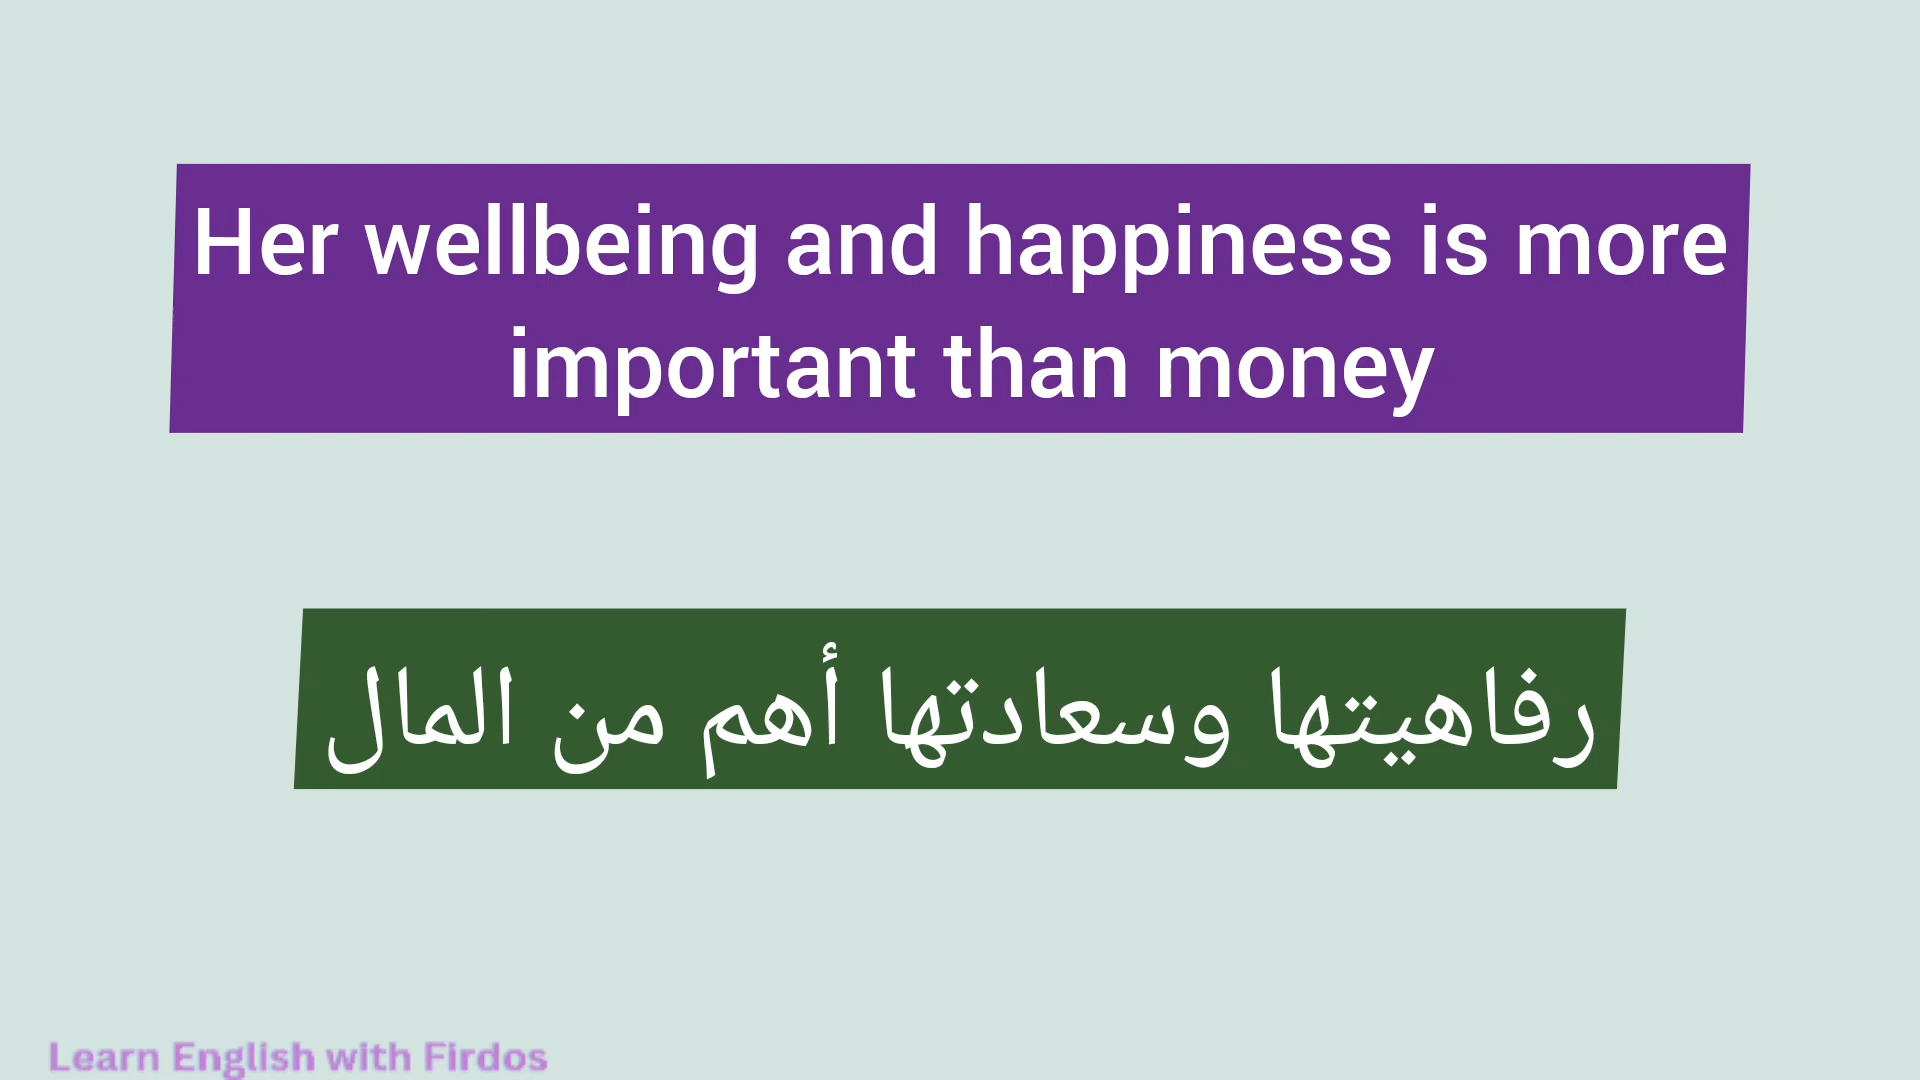 Her wellbeing and happiness is more
important than money
رفاهيتها وسعادتها أهم من المال
Learn English with Firdos